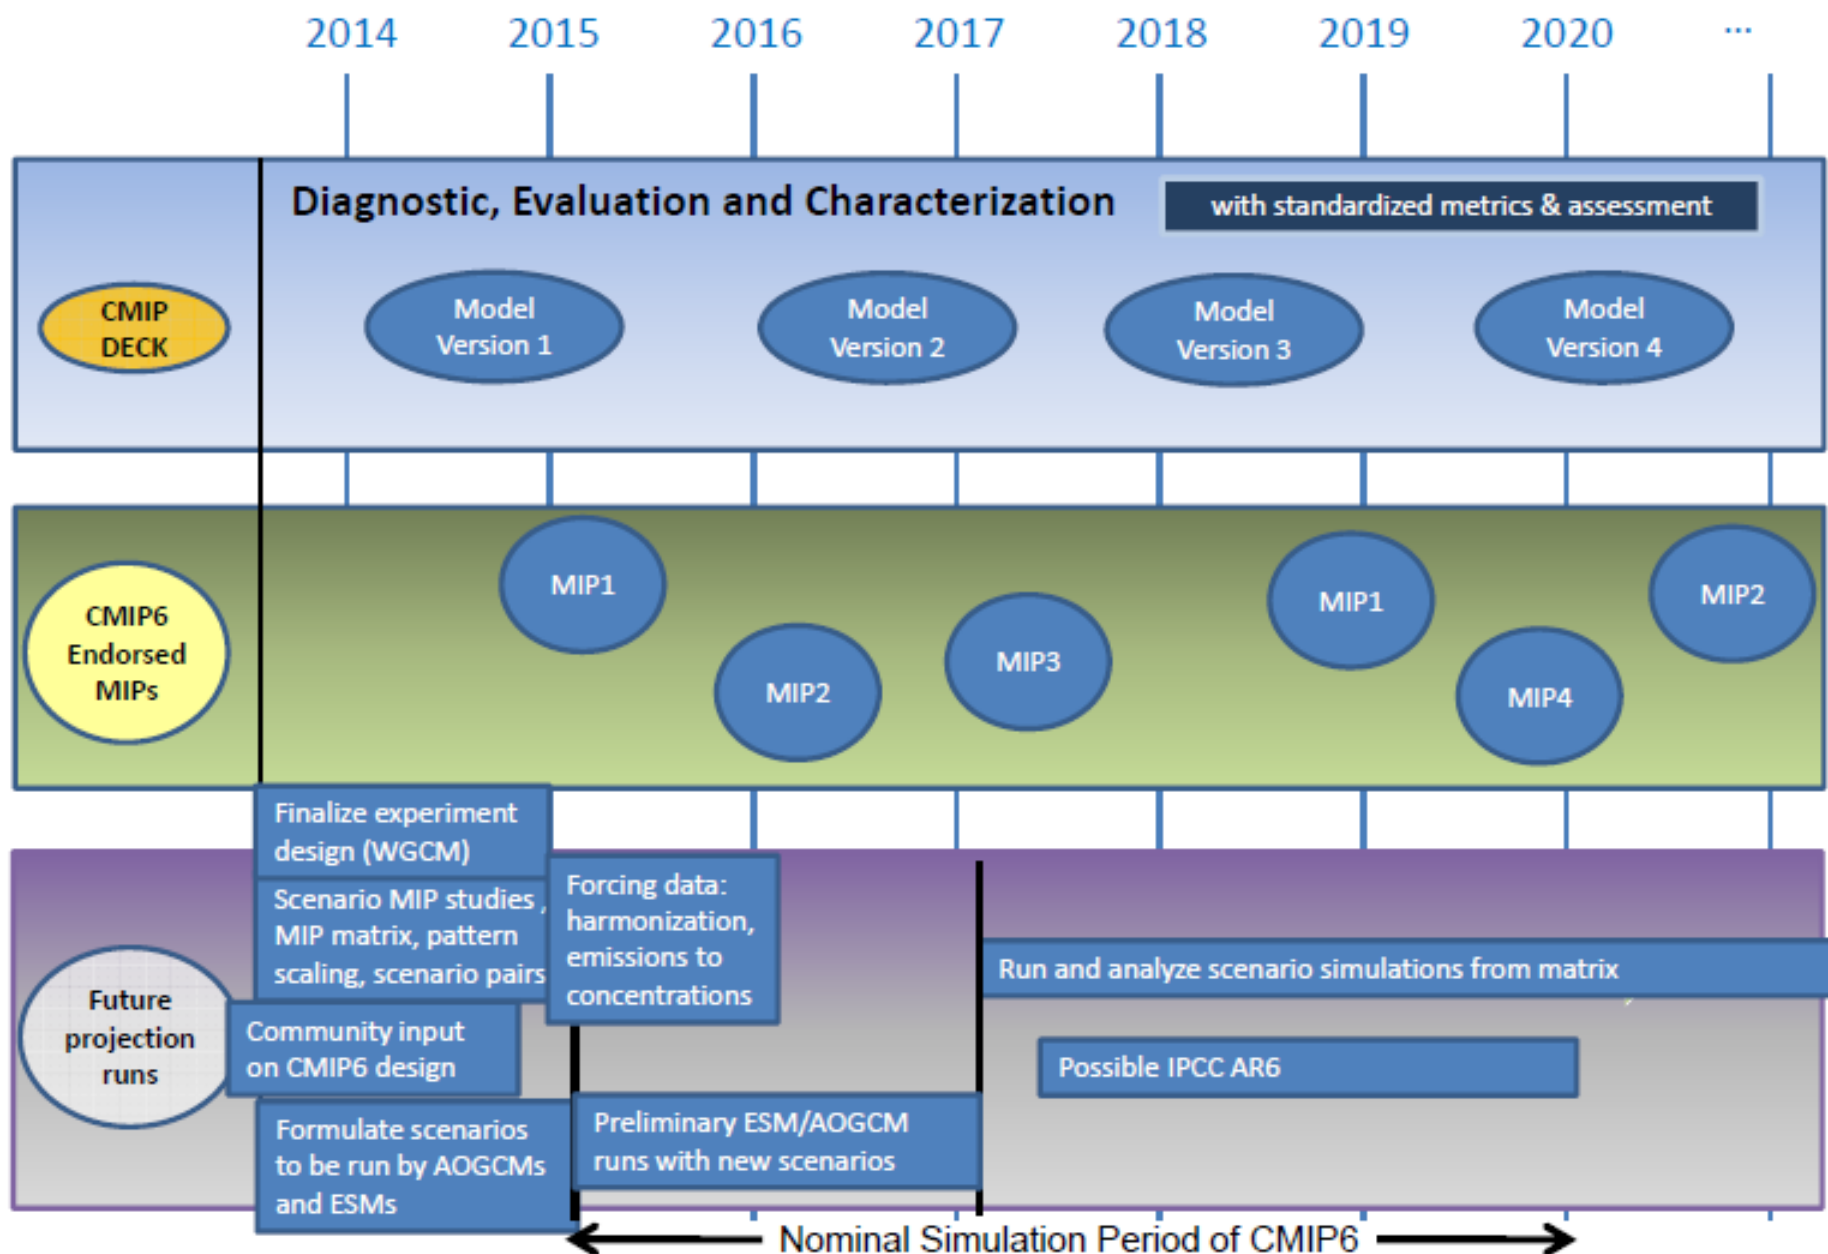 2014 2015 2016 2017 2018 2019 2020 ...
Diagnostic, Evaluation and Characterization
with standardized metrics & assessment
CMIP
DECK
Model
Version 1
Model
Version 2
Model
Version 3
Model
Version 4
CMIP6
Endorsed
MIPs
MIP1
MIP2
MIP3
MIP1
MIP4
MIP2
Future
projection
runs
Finalize experiment
design (WGCM)
Scenario MIP studies ,
MIP matrix, pattern
scaling, scenario pairs
Community input
on CMIP6 design
Formulate scenarios
to be run by AOGCMs
and ESMs
Forcing data:
harmonization,
emissions to
concentrations
Preliminary ESM/AOGCM
runs with new scenarios
Run and analyze scenario simulations from matrix
Possible IPCC AR6
Nominal Simulation Period of CMIP6